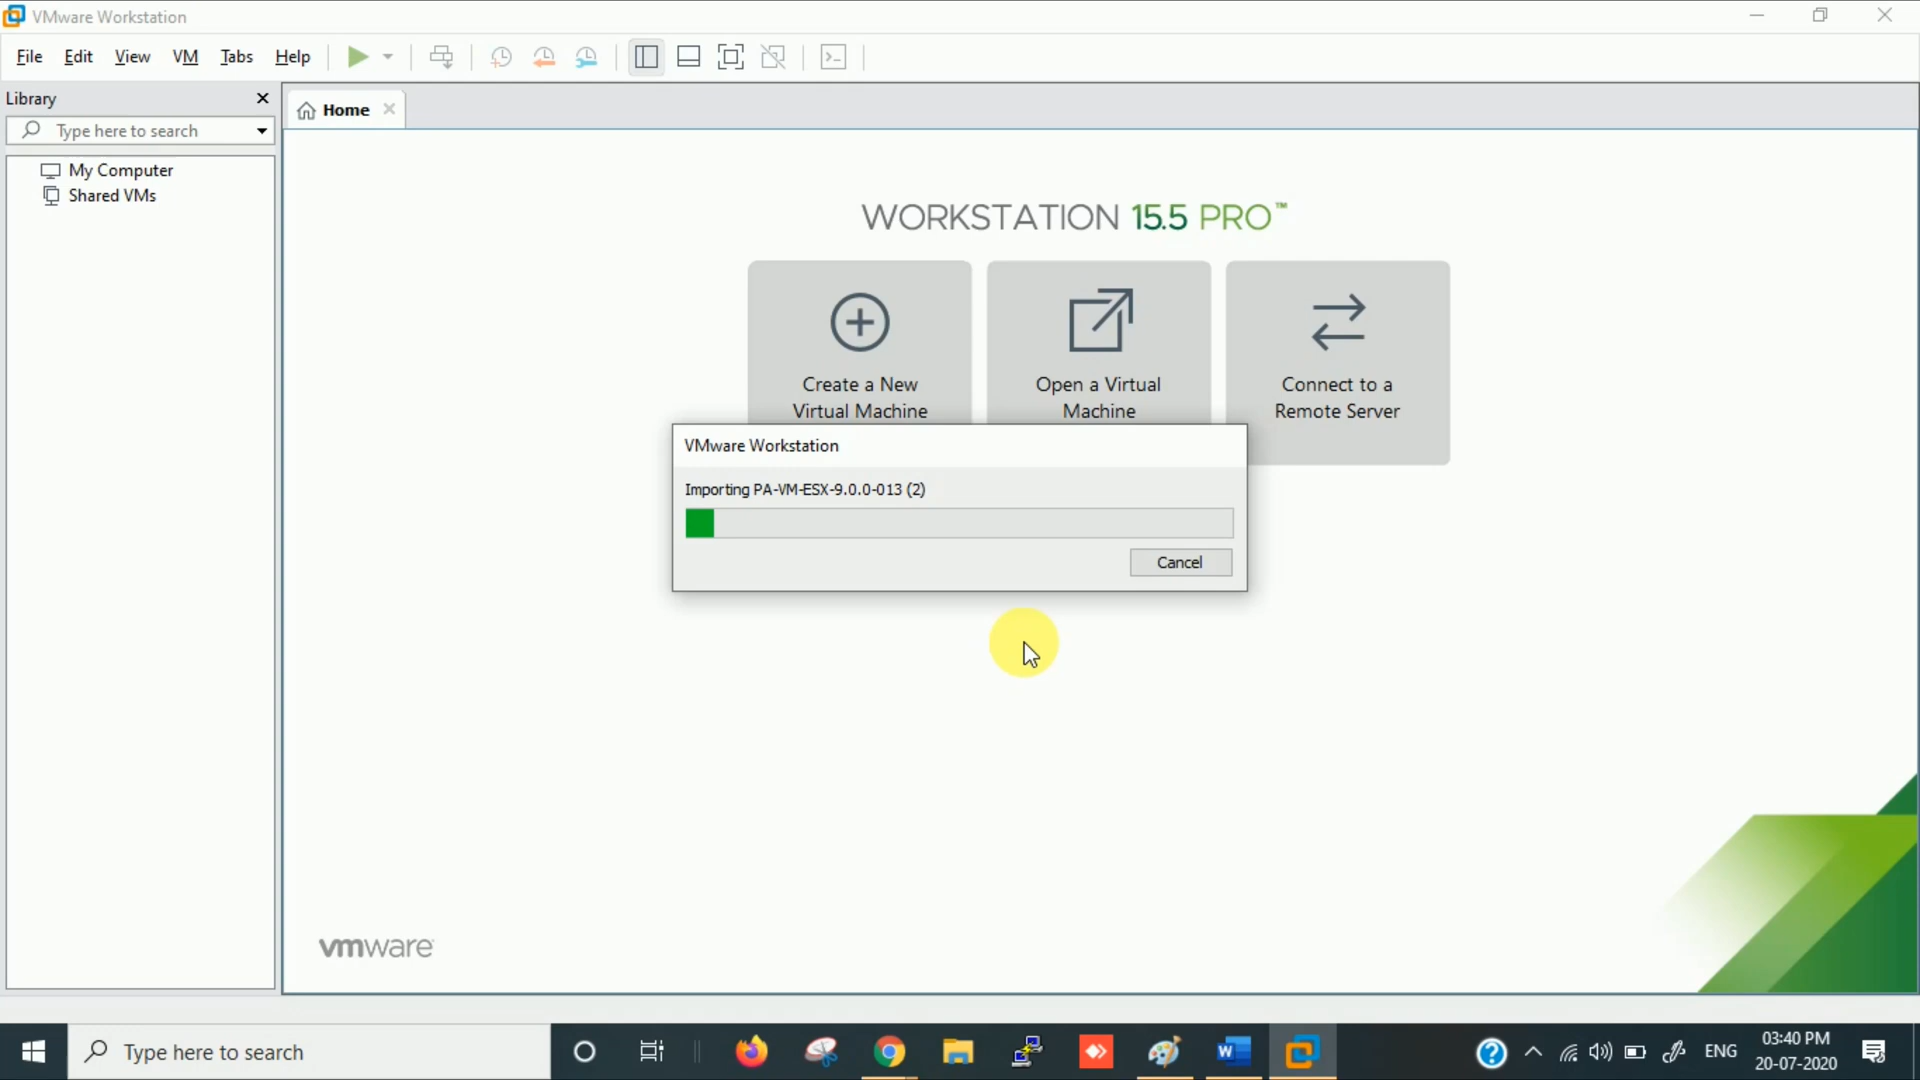 VMware Workstation
File Edit View VM Tabs Help
Library
Type here to search
My Computer
Shared VMs
Home
WORKSTATION 15.5 PRO™
Create a New
Virtual Machine
Open a Virtual
Machine
Connect to a
Remote Server
VMware Workstation
Importing PA-VM-ESX-9.0.0-013 (2)
Cancel
vmware
Type here to search
W
?
ENG
03:40 PM
20-07-2020